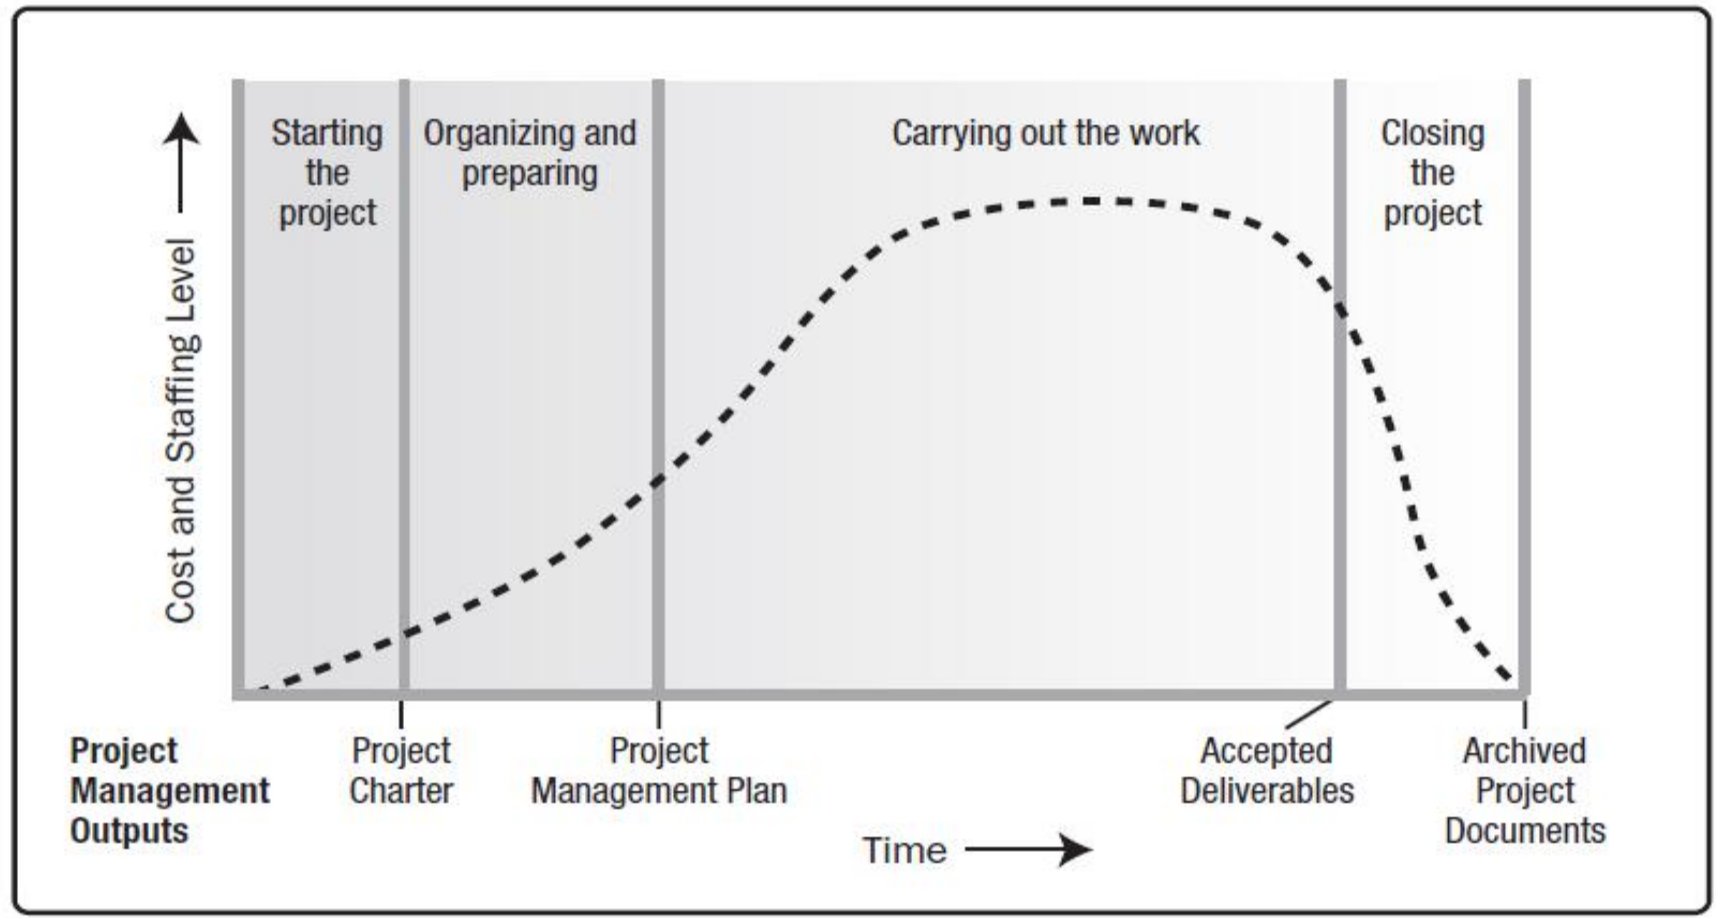 Starting
the
project
Organizing and
preparing
Carrying out the work
Closing
the
project
Cost and Staffing Level
Project
Management
Outputs
Project
Charter
Project
Management Plan
Accepted
Deliverables
Archived
Project
Documents
Time